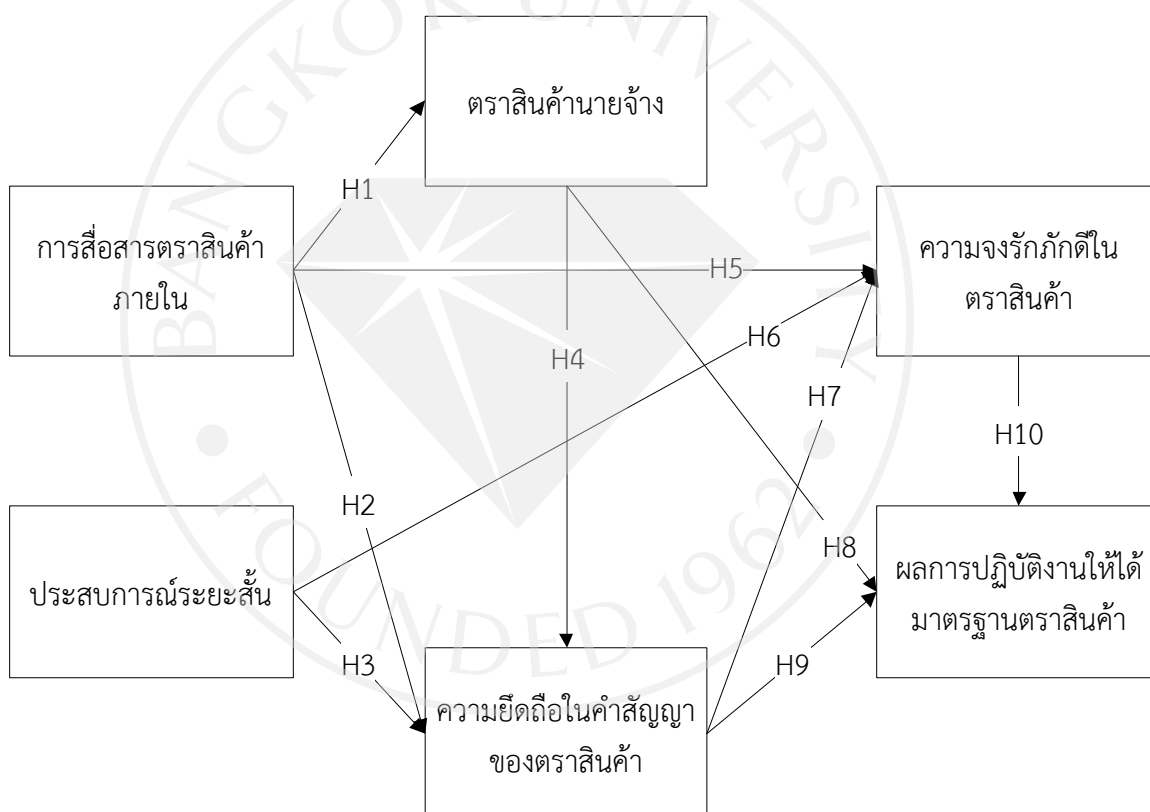 BANGKOK UNIVERSITY
ตราสินค้านายจ้าง
H1
การสื่อสารตราสินค้า
ภายใน
ความจงรักภักดีใน
ตราสินค้า
H5
H6
H4
H7
H10
H2
ประสบการณ์ระยะสั้น
H8
ผลการปฏิบัติงานให้ได้
มาตรฐานตราสินค้า
H3
H9
ความยึดถือในคำสัญญา
ของตราสินค้า
FOUNDED 1962